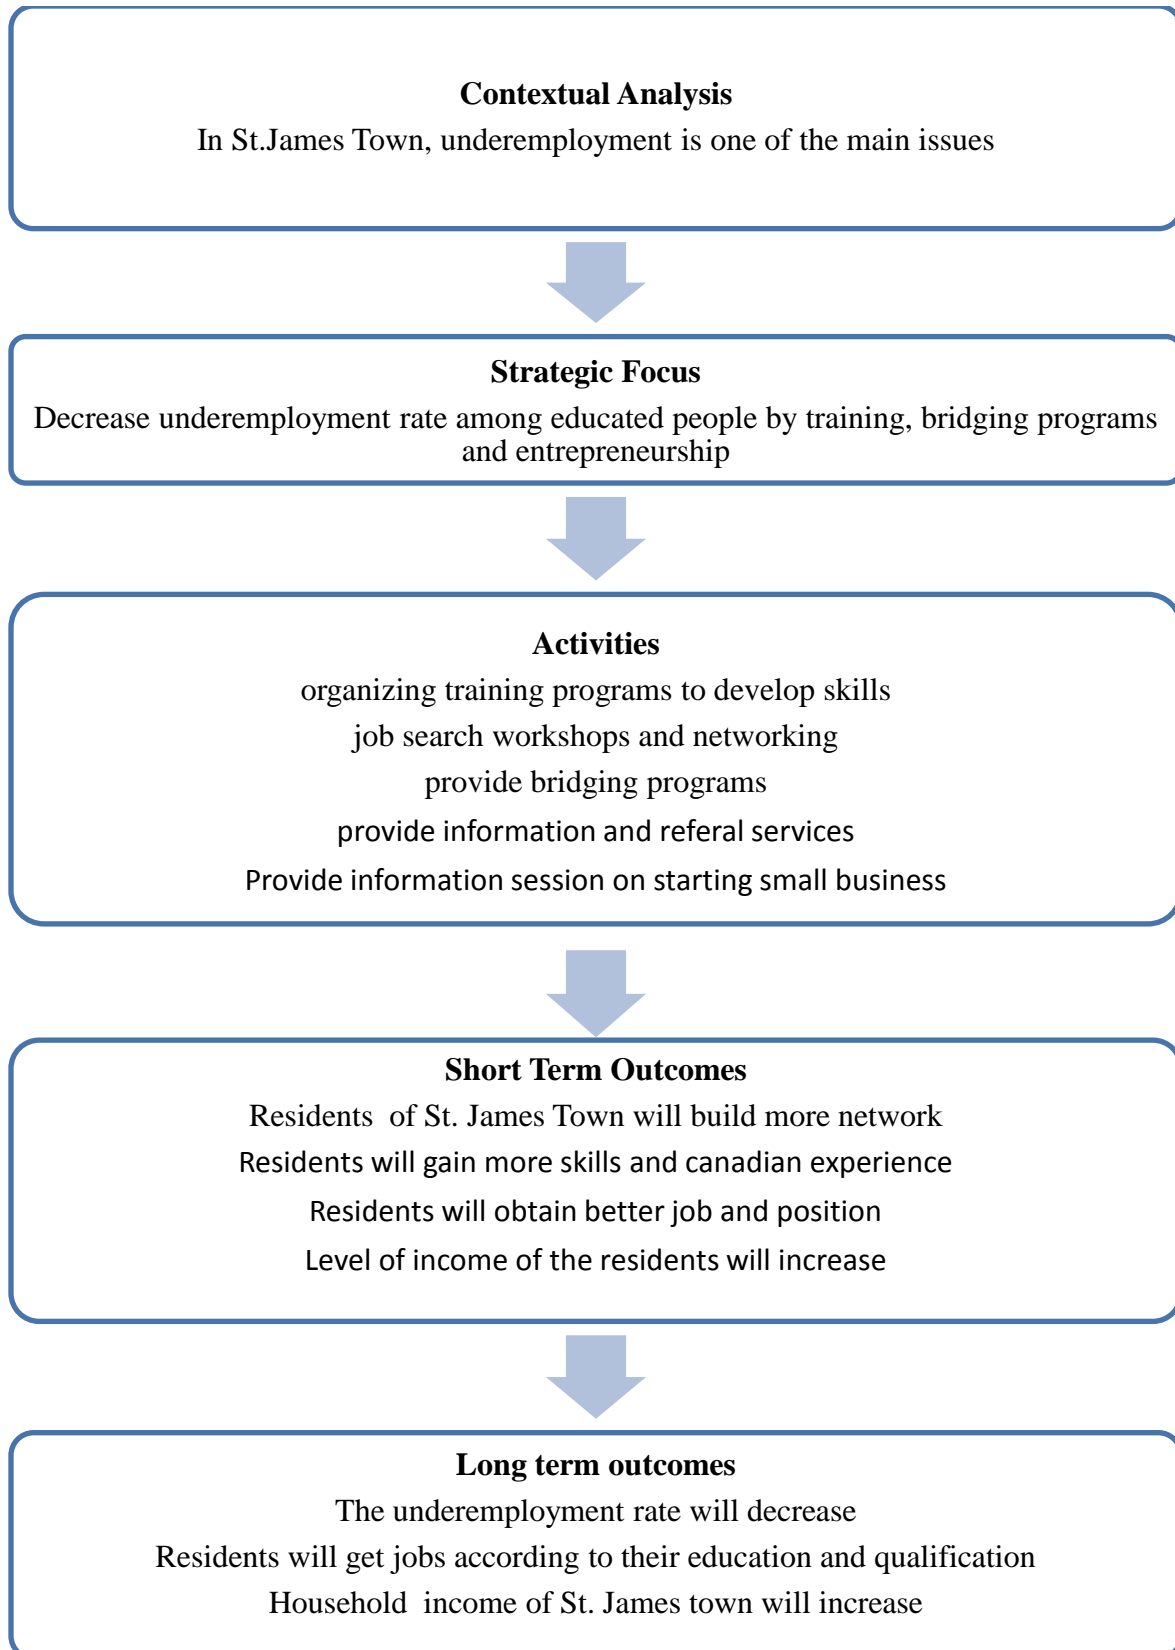 Contextual Analysis
In St.James Town, underemployment is one of the main issues
Strategic Focus
Decrease underemployment rate among educated people by training, bridging programs
and entrepreneurship
Activities
organizing training programs to develop skills
job search workshops and networking
provide bridging programs
provide information and referal services
Provide information session on starting small business
Short Term Outcomes
Residents  of St. James Town will build more network
Residents will gain more skills and canadian experience
Residents will obtain better job and position
Level of income of the residents will increase
Long term outcomes
The underemployment rate will decrease
Residents will get jobs according to their education and qualification
Household  income of St. James town will increase